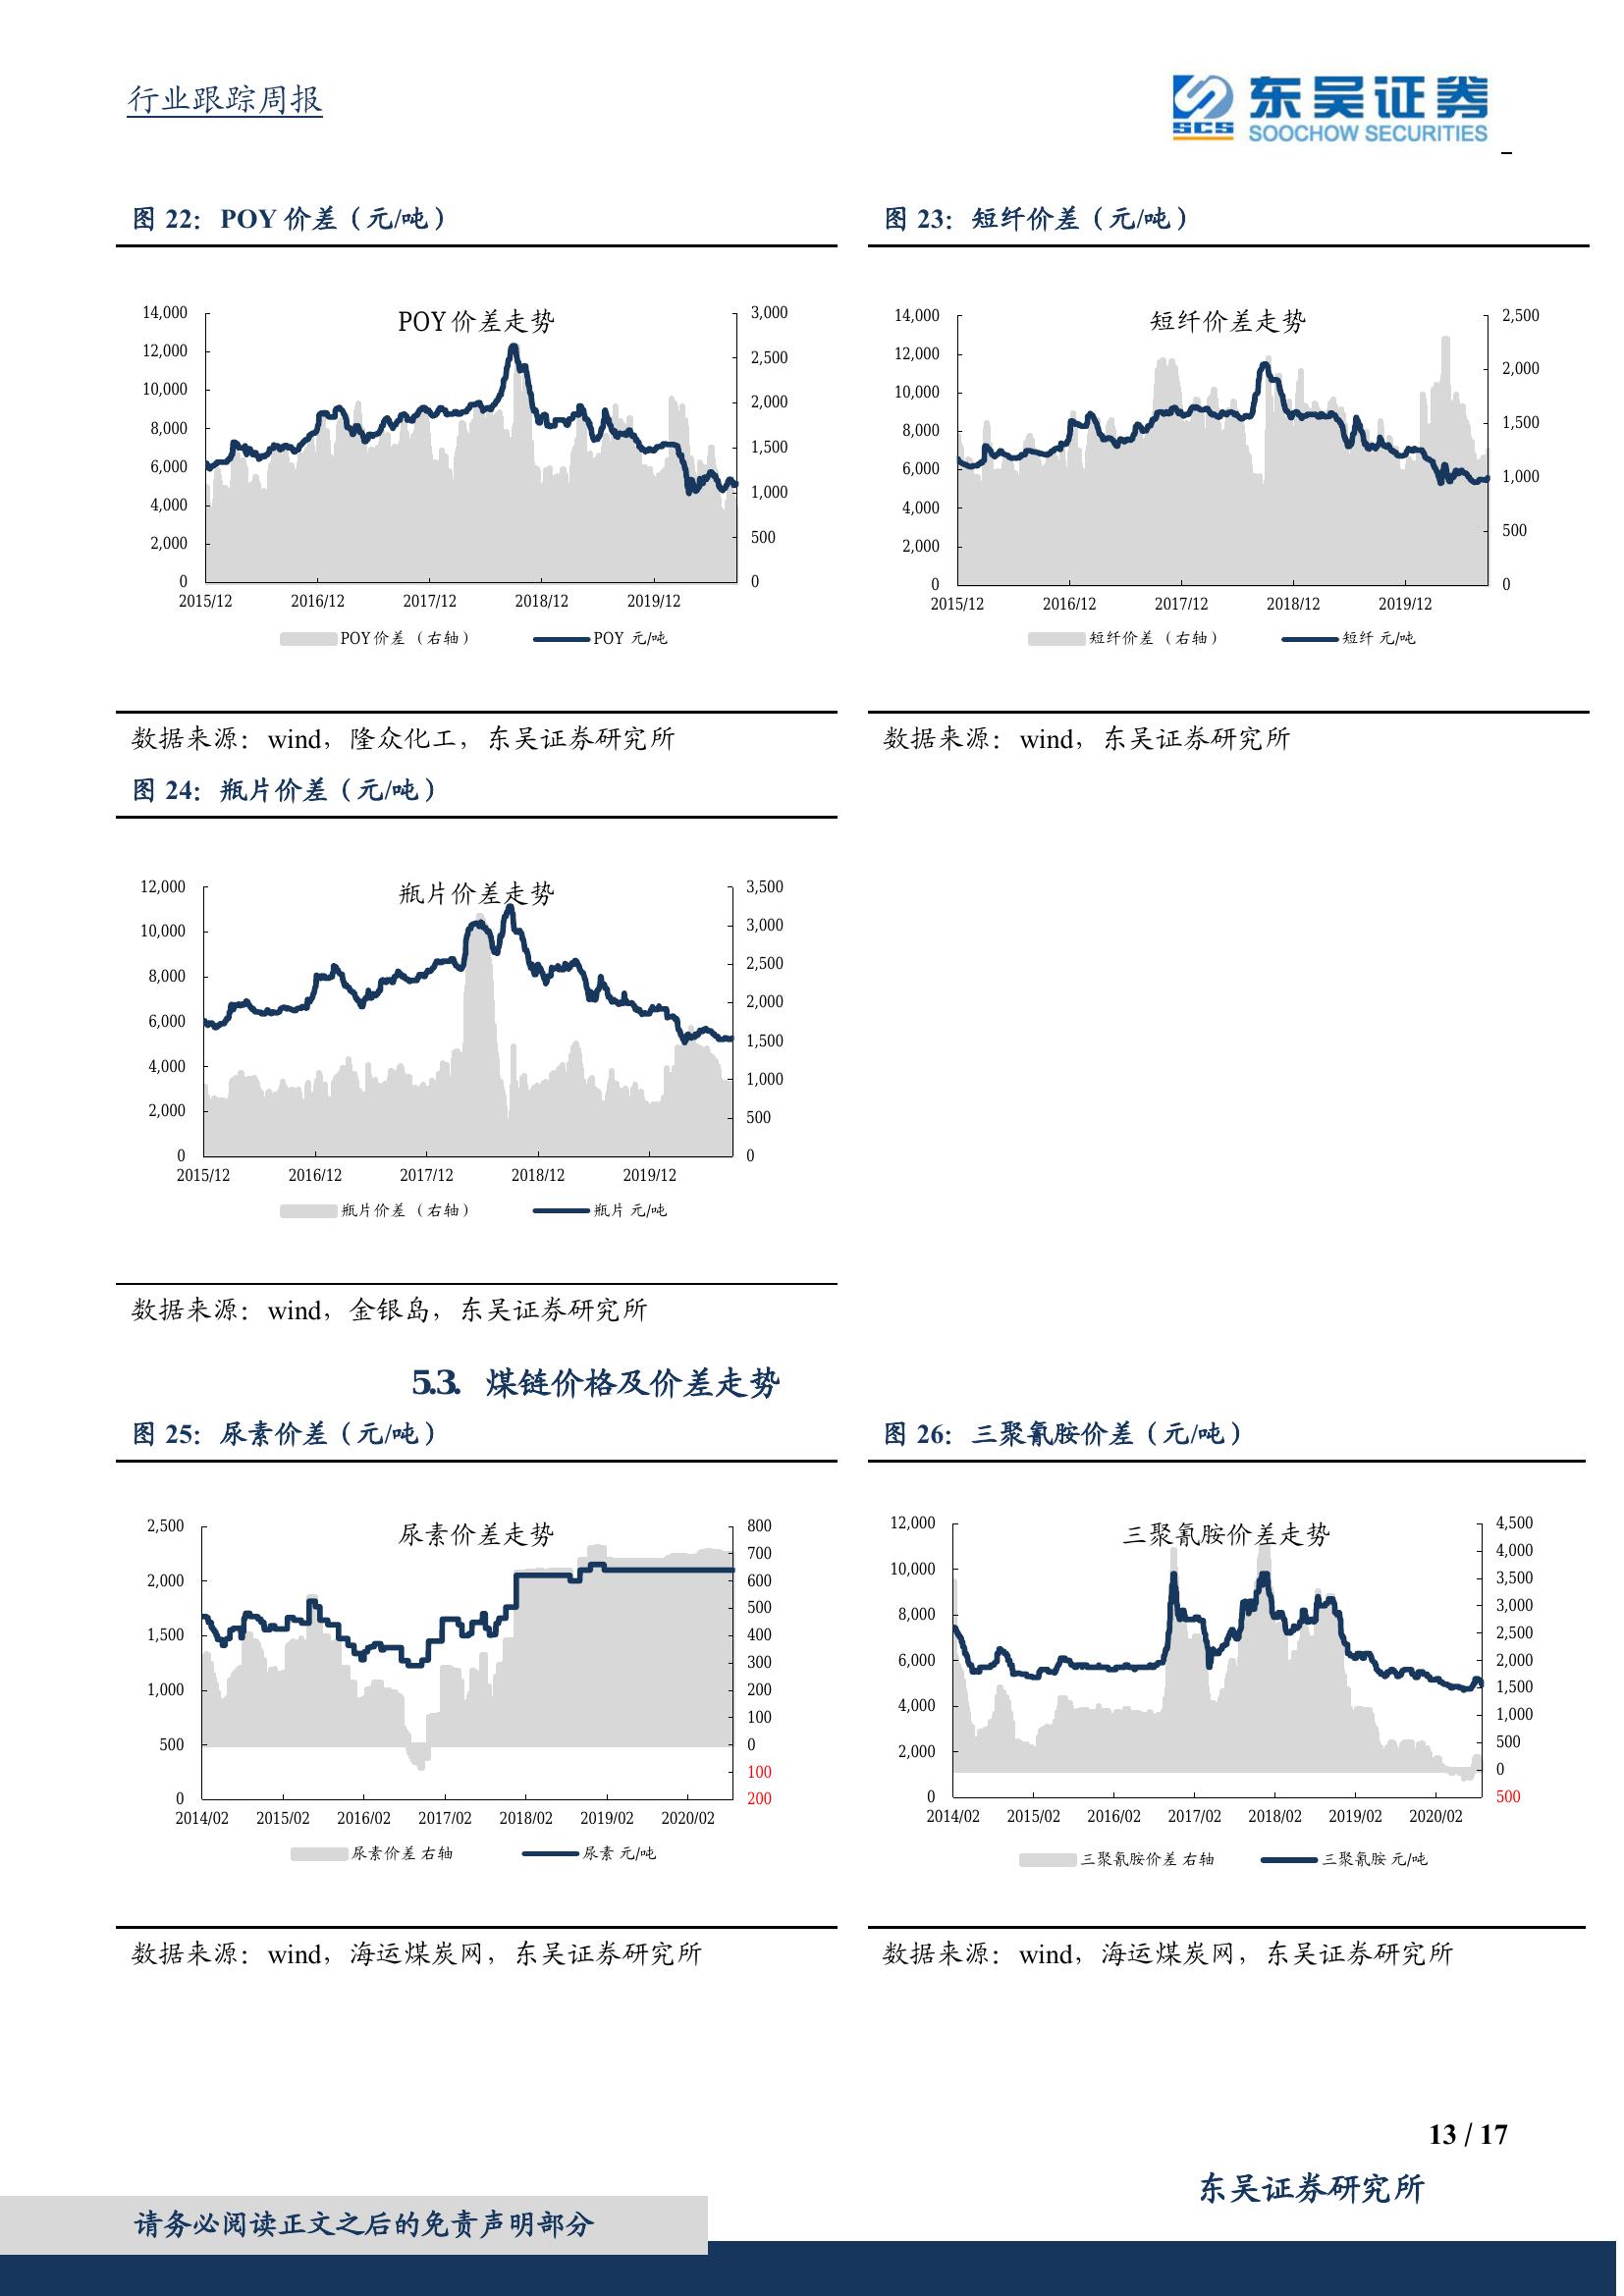 行业跟踪周报
东吴证券
SCS
SOOCHOW SECURITIES
图 22：POY 价差（元/吨）
POY价差走势
14,000
12,000
10,000
8,000
6,000
4,000
2,000
0
3,000
2,500
2,000
1,500
1,000
500
0
2015/12 2016/12 2017/12 2018/12 2019/12
POY价差（右轴） POY 元/吨
数据来源：wind，隆众化工，东吴证券研究所
图 23：短纤价差（元/吨）
短纤价差走势
14,000
12,000
10,000
8,000
6,000
4,000
2,000
0
2,500
2,000
1,500
1,000
500
0
2015/12 2016/12 2017/12 2018/12 2019/12
短纤价差（右轴） 短纤 元/吨
数据来源：wind，东吴证券研究所
图 24：瓶片价差（元/吨）
瓶片价差走势
12,000
10,000
8,000
6,000
4,000
2,000
0
3,500
3,000
2,500
2,000
1,500
1,000
500
0
2015/12 2016/12 2017/12 2018/12 2019/12
瓶片价差（右轴） 瓶片 元/吨
数据来源：wind，金银岛，东吴证券研究所
5.3. 煤链价格及价差走势
图 25：尿素价差（元/吨）
尿素价差走势
2,500
2,000
1,500
1,000
500
0
800
700
600
500
400
300
200
100
0
100
200
2014/02 2015/02 2016/02 2017/02 2018/02 2019/02 2020/02
尿素价差 右轴 尿素 元/吨
数据来源：wind，海运煤炭网，东吴证券研究所
图 26：三聚氰胺价差（元/吨）
三聚氰胺价差走势
12,000
10,000
8,000
6,000
4,000
2,000
0
4,500
4,000
3,500
3,000
2,500
2,000
1,500
1,000
500
0
500
2014/02 2015/02 2016/02 2017/02 2018/02 2019/02 2020/02
三聚氰胺价差 右轴 三聚氰胺 元/吨
数据来源：wind，海运煤炭网，东吴证券研究所
13 / 17
东吴证券研究所
请务必阅读正文之后的免责声明部分